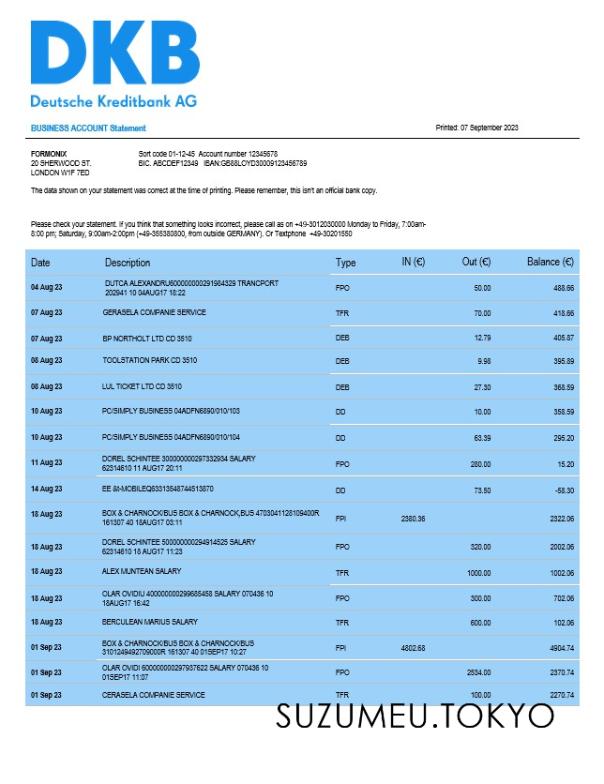 DKB
Deutsche Kreditbank AG
BUSINESS ACCOUNT Statement Printed: 07 September 2023
FORMONIX Sort code 01-12-45 Account number 12345678
20 SHERWOOD ST. BIC. ABCDEF12349 IBAN:GB88LOYD30009123456789
LONDON W1F 7ED
The data shown on your statement was correct at the time of printing. Please remember, this isn't an official bank copy.
Please check your statement. If you think that something looks incorrect, please call as on +49-3012030000 Monday to Friday, 7:00am-
8:00 pm; Saturday, 9:00am-2:00pm (+49-355380800, from outside GERMANY). Or Textphone +49-30201550
Date Description Type IN (€) Out (€) Balance (€)
04 Aug 23 DUTCA ALEXANDRU600000000291984329 TRANCPORT FPO 50.00 488.66
202941 10 04AUG17 18:22
07 Aug 23 GERASELA COMPANIE SERVICE TFR 70.00 418.66
07 Aug 23 BP NORTHOLT LTD CD 3510 DEB 12.79 405.87
08 Aug 23 TOOLSTATION PARK CD 3510 DEB 9.98 395.89
08 Aug 23 LUL TICKET LTD CD 3510 DEB 27.30 368.59
10 Aug 23 PC/SIMPLY BUSINESS 04ADFN6890/010/103 DD 10.00 358.59
10 Aug 23 PC/SIMPLY BUSINESS 04ADFN6890/010/104 DD 63.39 295.20
11 Aug 23 DOREL SCHINTEE 300000000297332934 SALARY FPO 280.00 15.20
62314610 11 AUG17 20:11
14 Aug 23 EE &t-MOBILEQ63313548744513870 DD 73.50 -58.30
18 Aug 23 BOX & CHARNOCK/BUS BOX & CHARNOCK,BUS 4703041128109400R FPI 2380.36 2322.06
161307 40 18AUG17 03:11
18 Aug 23 DOREL SCHINTEE 500000000294914525 SALARY FPO 320.00 2002.06
62314610 18 AUG17 11:23
18 Aug 23 ALEX MUNTEAN SALARY TFR 1000.00 1002.06
18 Aug 23 OLAR OVIDIU 400000000299685458 SALARY 070436 10 FPO 300.00 702.06
18AUG17 16:42
18 Aug 23 BERCULEAN MARIUS SALARY TFR 600.00 102.06
01 Sep 23 BOX & CHARNOCK/BUS BOX & CHARNOCK/BUS FPI 4802.68 4904.74
3101249492709000R 161307 40 01SEP17 10:27
01 Sep 23 OLAR OVIDI 600000000297937622 SALARY 070436 10 FPO 2534.00 2370.74
01SEP17 11:07
01 Sep 23 CERASELA COMPANIE SERVICE TFR 100.00 2270.74
SUZUMEU.TOKYO